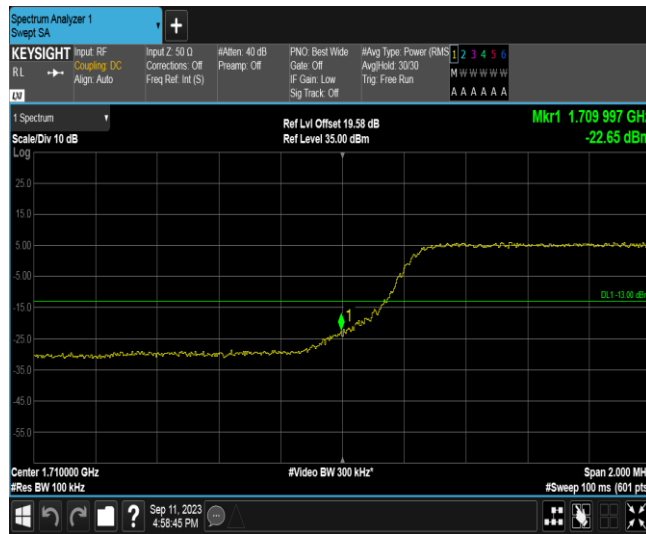 Spectrum Analyzer 1
Swept SA
+
KEYSIGHT
RL
LXI
Input: RF
Coupling: DC
Align: Auto
Input Z: 50 Ω
Corrections: Off
Freq Ref: Int (S)
#Atten: 40 dB
Preamp: Off
PNO: Best Wide
Gate: Off
IF Gain: Low
Sig Track: Off
#Avg Type: Power (RMS
Avg|Hold: 30/30
Trig: Free Run
1 2 3 4 5 6
M W W W W W
A A A A A A
1 Spectrum
Scale/Div 10 dB
Log
Ref Lvl Offset 19.58 dB
Ref Level 35.00 dBm
Mkr1 1.709 997 GHz
-22.65 dBm
25.0
15.0
5.00
-5.00
-15.0
-25.0
-35.0
-45.0
-55.0
1
DL1 -13.00 dBm
Center 1.710000 GHz
#Res BW 100 kHz
#Video BW 300 kHz*
Span 2.000 MH
#Sweep 100 ms (601 pts
?
Sep 11, 2023
4:58:45 PM